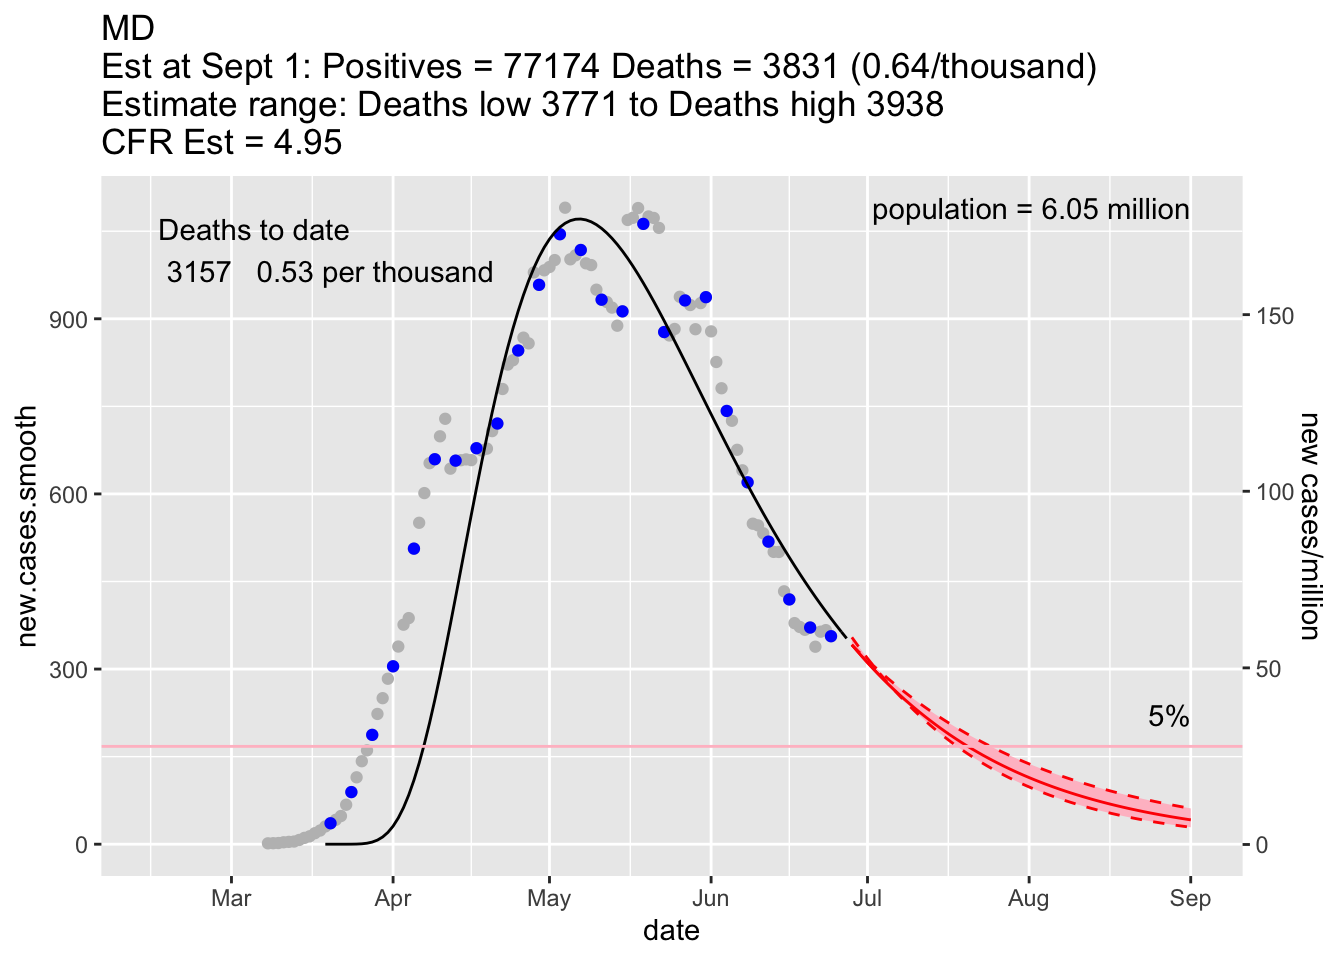 MD
Est at Sept 1: Positives = 77174 Deaths = 3831 (0.64/thousand)
Estimate range: Deaths low 3771 to Deaths high 3938
CFR Est = 4.95
population = 6.05 million
Deaths to date
3157 0.53 per thousand
900
600
300
0
new.cases.smooth
150
100
50
0
new cases/million
5%
Mar
Apr
May
Jun
Jul
Aug
Sep
date